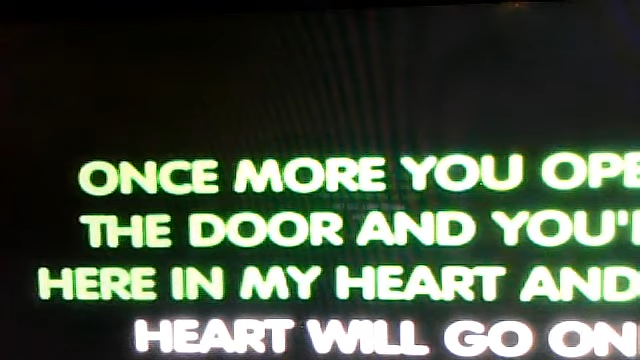 ONCE MORE YOU OPE
THE DOOR AND YOU'
HERE IN MY HEART AND
HEART WILL GO ON